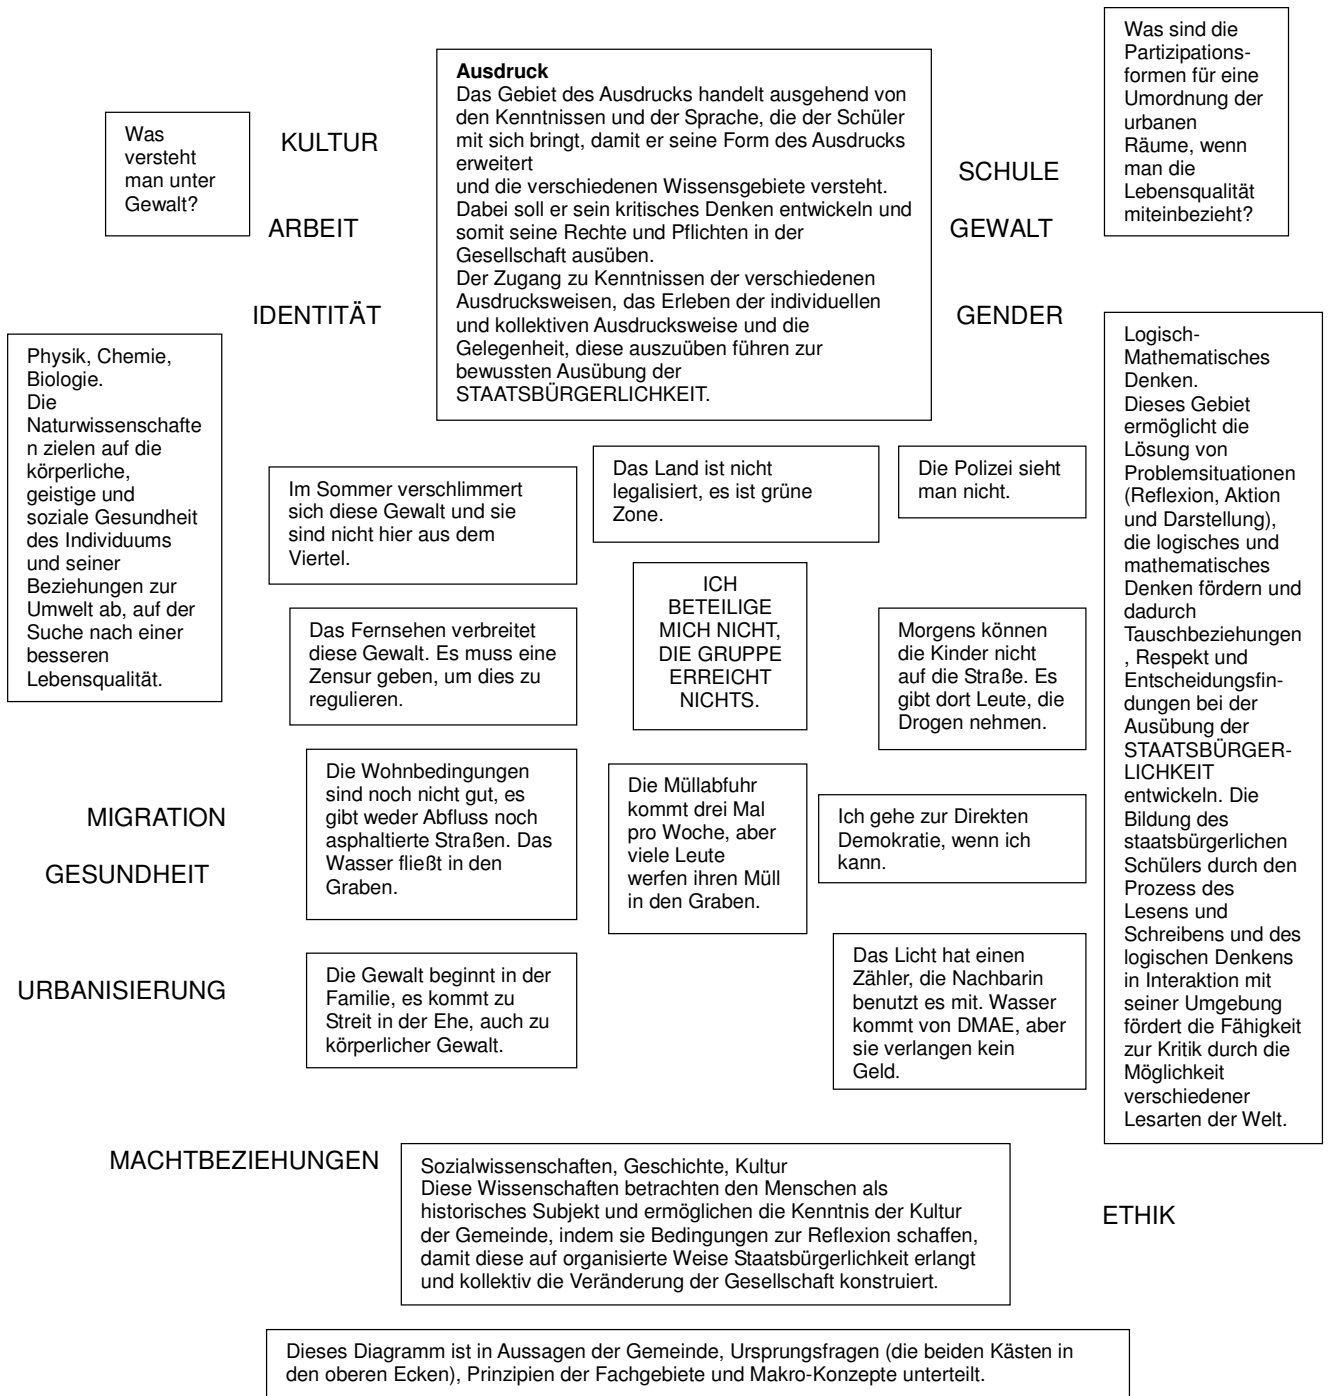 Was
versteht
man unter
Gewalt?
KULTUR
ARBEIT
IDENTITÄT
Ausdruck
Das Gebiet des Ausdrucks handelt ausgehend von
den Kenntnissen und der Sprache, die der Schüler
mit sich bringt, damit er seine Form des Ausdrucks
erweitert
und die verschiedenen Wissensgebiete versteht.
Dabei soll er sein kritisches Denken entwickeln und
somit seine Rechte und Pflichten in der
Gesellschaft ausüben.
Der Zugang zu Kenntnissen der verschiedenen
Ausdrucksweisen, das Erleben der individuellen
und kollektiven Ausdrucksweise und die
Gelegenheit, diese auszuüben führen zur
bewussten Ausübung der
STAATSBÜRGERLICHKEIT.
SCHULE
GEWALT
GENDER
Was sind die
Partizipations-
formen für eine
Umordnung der
urbanen
Räume, wenn
man die
Lebensqualität
miteinbezieht?
Physik, Chemie,
Biologie.
Die
Naturwissenschafte
n zielen auf die
körperliche,
geistige und
soziale Gesundheit
des Individuums
und seiner
Beziehungen zur
Umwelt ab, auf der
Suche nach einer
besseren
Lebensqualität.
Im Sommer verschlimmert
sich diese Gewalt und sie
sind nicht hier aus dem
Viertel.
Das Land ist nicht
legalisiert, es ist grüne
Zone.
Die Polizei sieht
man nicht.
Logisch-
Mathematisches
Denken.
Dieses Gebiet
ermöglicht die
Lösung von
Problemsituationen
(Reflexion, Aktion
und Darstellung),
die logisches und
mathematisches
Denken fördern und
dadurch
Tauschbeziehungen
, Respekt und
Entscheidungsfin-
dungen bei der
Ausübung der
STAATSBÜRGER-
LICHKEIT
entwickeln. Die
Bildung des
staatsbürgerlichen
Schülers durch den
Prozess des
Lesens und
Schreibens und des
logischen Denkens
in Interaktion mit
seiner Umgebung
fördert die Fähigkeit
zur Kritik durch die
Möglichkeit
verschiedener
Lesarten der Welt.
Das Fernsehen verbreitet
diese Gewalt. Es muss eine
Zensur geben, um dies zu
regulieren.
ICH
BETEILIGE
MICH NICHT,
DIE GRUPPE
ERREICHT
NICHTS.
Morgens können
die Kinder nicht
auf die Straße. Es
gibt dort Leute, die
Drogen nehmen.
MIGRATION
GESUNDHEIT
Die Wohnbedingungen
sind noch nicht gut, es
gibt weder Abfluss noch
asphaltierte Straßen. Das
Wasser fließt in den
Graben.
Die Müllabfuhr
kommt drei Mal
pro Woche, aber
viele Leute
werfen ihren Müll
in den Graben.
Ich gehe zur Direkten
Demokratie, wenn ich
kann.
URBANISIERUNG
Die Gewalt beginnt in der
Familie, es kommt zu
Streit in der Ehe, auch zu
körperlicher Gewalt.
Das Licht hat einen
Zähler, die Nachbarin
benutzt es mit. Wasser
kommt von DMAE, aber
sie verlangen kein
Geld.
MACHTBEZIEHUNGEN
Sozialwissenschaften, Geschichte, Kultur
Diese Wissenschaften betrachten den Menschen als
historisches Subjekt und ermöglichen die Kenntnis der Kultur
der Gemeinde, indem sie Bedingungen zur Reflexion schaffen,
damit diese auf organisierte Weise Staatsbürgerlichkeit erlangt
und kollektiv die Veränderung der Gesellschaft konstruiert.
ETHIK
Dieses Diagramm ist in Aussagen der Gemeinde, Ursprungsfragen (die beiden Kästen in
den oberen Ecken), Prinzipien der Fachgebiete und Makro-Konzepte unterteilt.